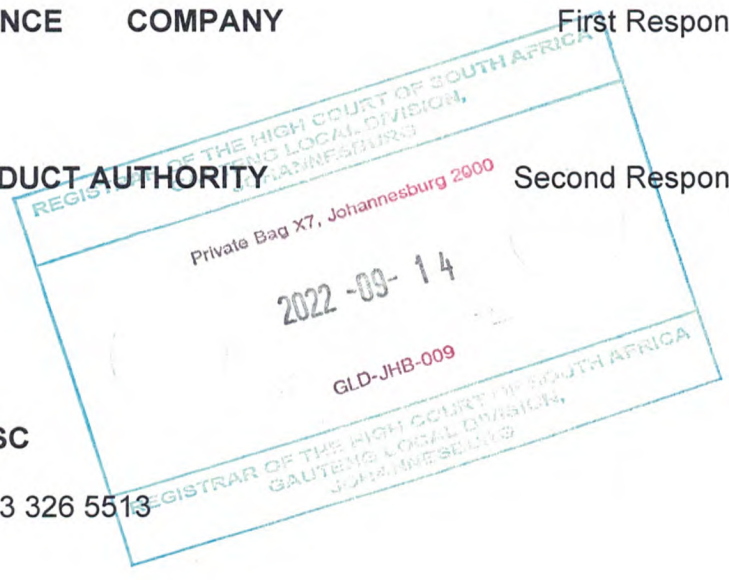 NCE COMPANY First Respon
REGISTRAR OF THE HIGH COURT OF SOUTH AFRICA
GAUTENG LOCAL DIVISION,
JOHANNESBURG
DUCT AUTHORITY Second Respon
Private Bag X7, Johannesburg 2000
2022 -09- 14
GLD-JHB-009
SC
3 326 5513
REGISTRAR OF THE HIGH COURT OF SOUTH AFRICA
GAUTENG LOCAL DIVISION,
JOHANNESBURG